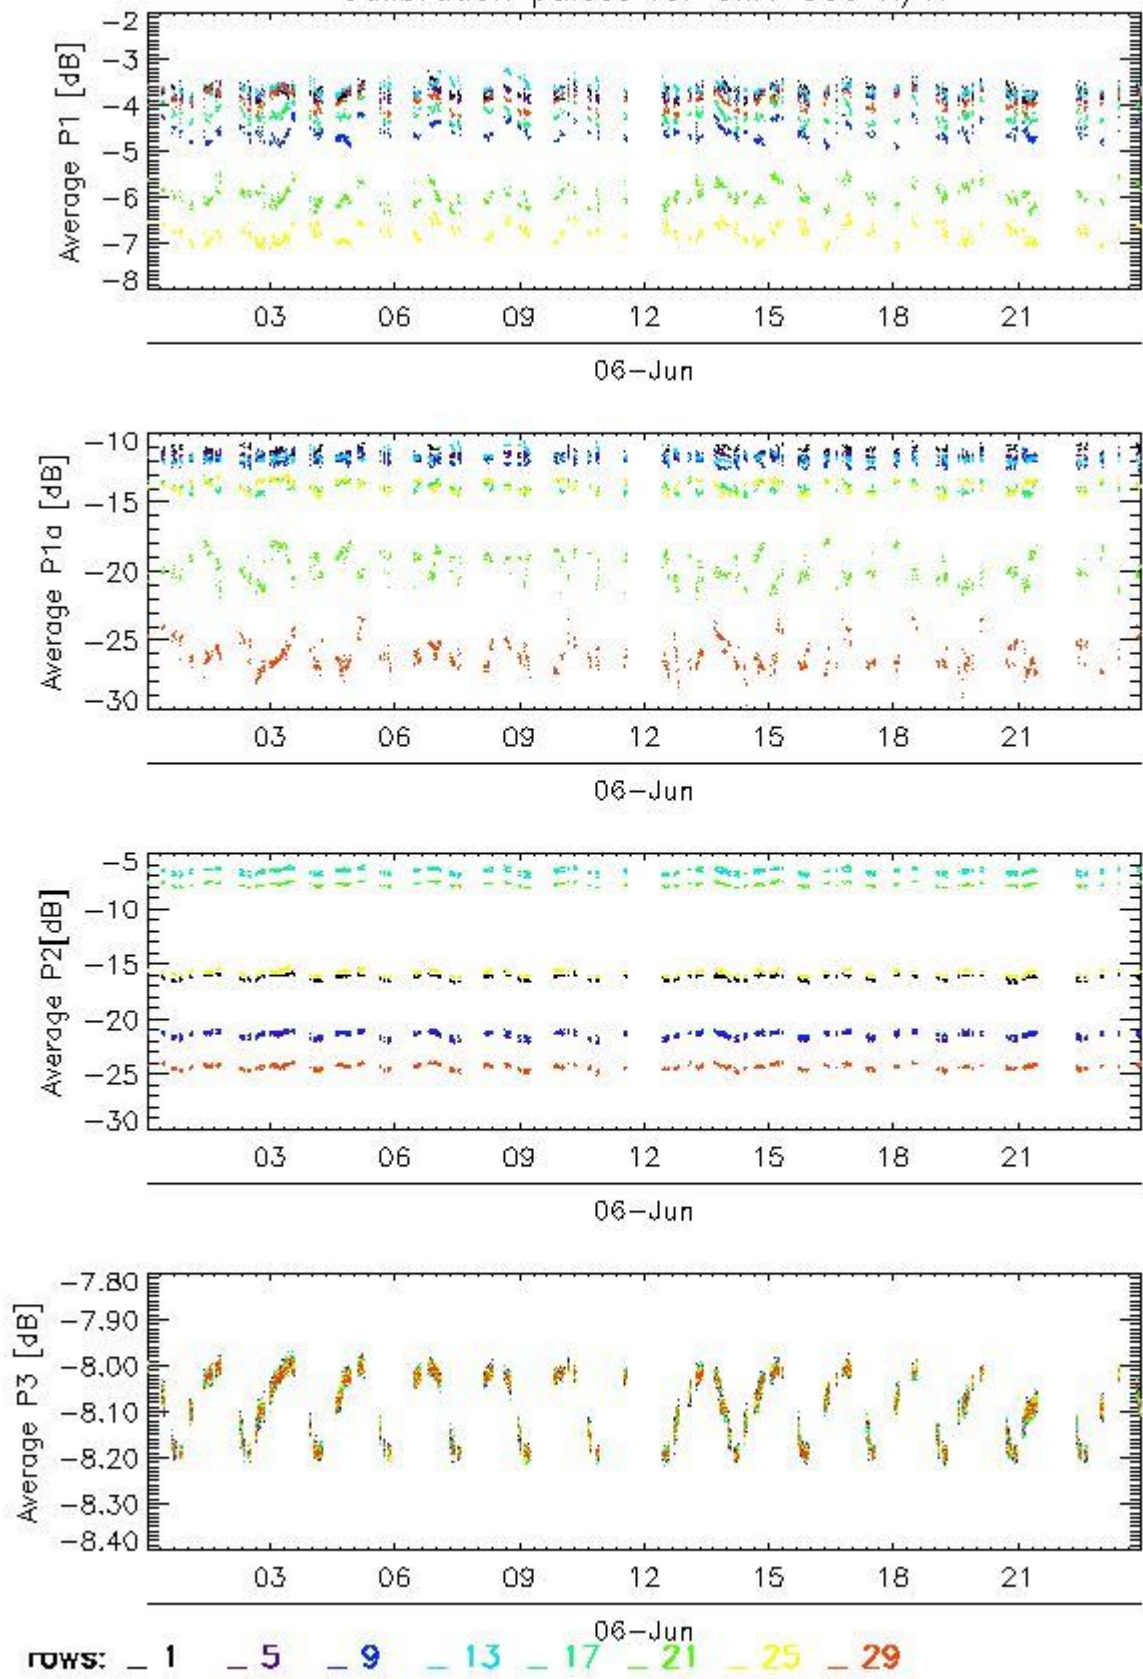 -2
-3
-4
-5
-6
-7
-8
Average P1 [dB]
03 06 09 12 15 18 21
06-Jun
-10
-15
-20
-25
-30
Average P1a [dB]
03 06 09 12 15 18 21
06-Jun
-5
-10
-15
-20
-25
-30
Average P2[dB]
03 06 09 12 15 18 21
06-Jun
-7.80
-7.90
-8.00
-8.10
-8.20
-8.30
-8.40
Average P3 [dB]
03 06 09 12 15 18 21
06-Jun
rows: _ 1 _ 5 _ 9 _ 13 _ 17 _ 21 _ 25 _ 29